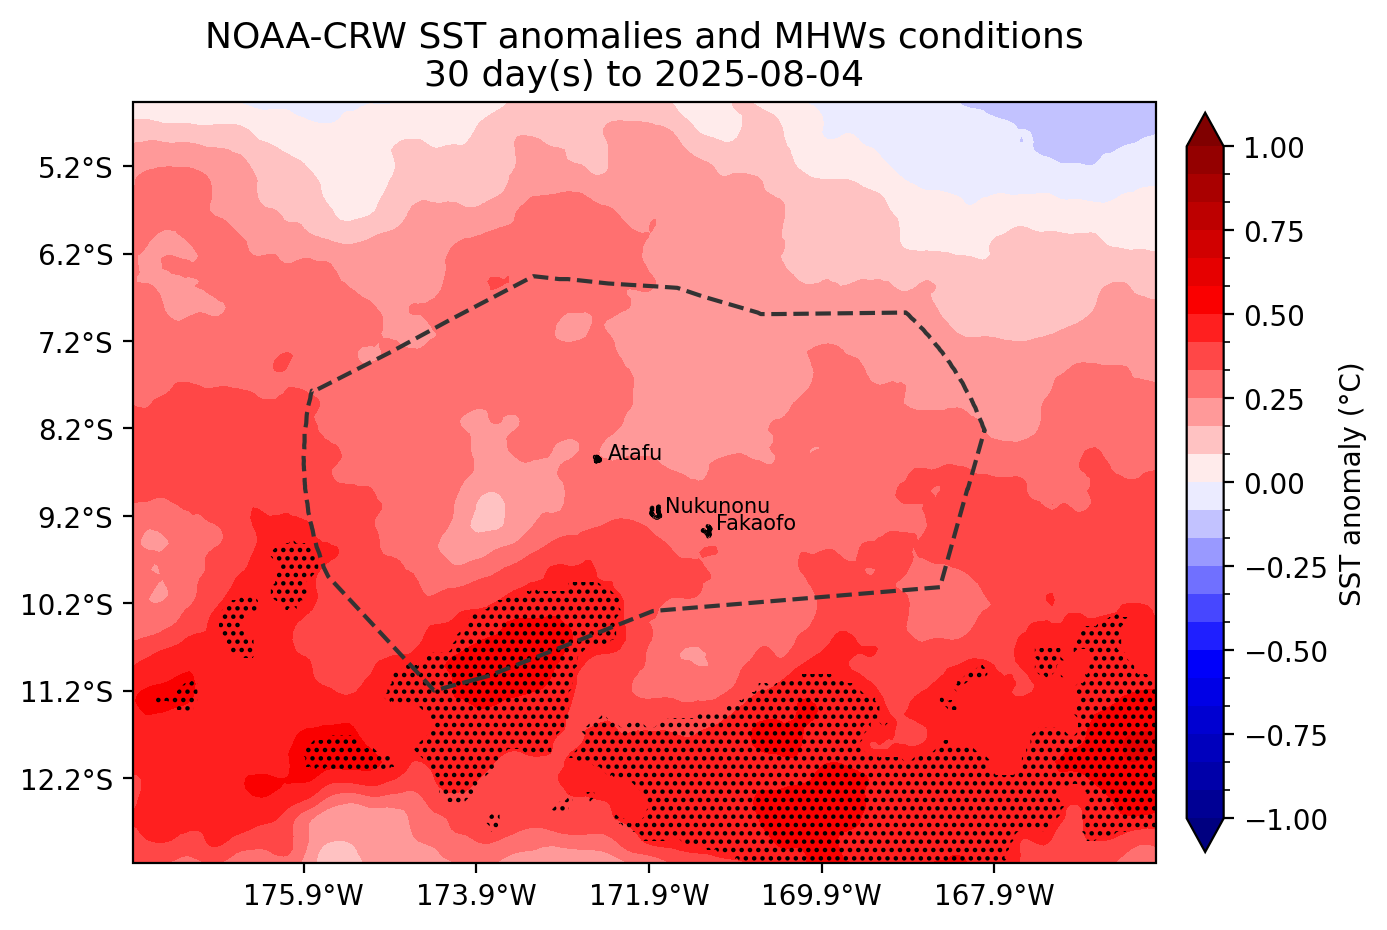 NOAA-CRW SST anomalies and MHWs conditions
30 day(s) to 2025-08-04
5.2°S
6.2°S
7.2°S
8.2°S
9.2°S
10.2°S
11.2°S
12.2°S
Atafu
Nukunonu
Fakaofo
175.9°W
173.9°W
171.9°W
169.9°W
167.9°W
1.00
0.75
0.50
0.25
0.00
−0.25
−0.50
−0.75
−1.00
SST anomaly (°C)